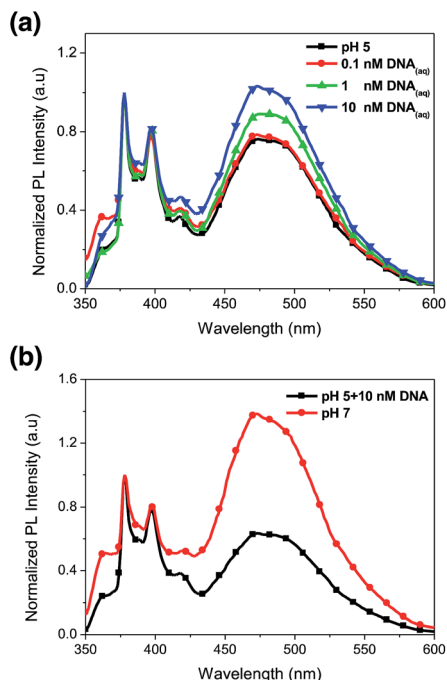 (a)
1.2
0.8
0.4
0.0
Normalized PL Intensity (a.u)
pH 5
0.1 nM DNA(aq)
1 nM DNA(aq)
10 nM DNA(aq)
350 400 450 500 550 600
Wavelength (nm)
(b)
1.6
1.2
0.8
0.4
0.0
Normalized PL Intensity (a.u)
pH 5+10 nM DNA
pH 7
350 400 450 500 550 600
Wavelength (nm)